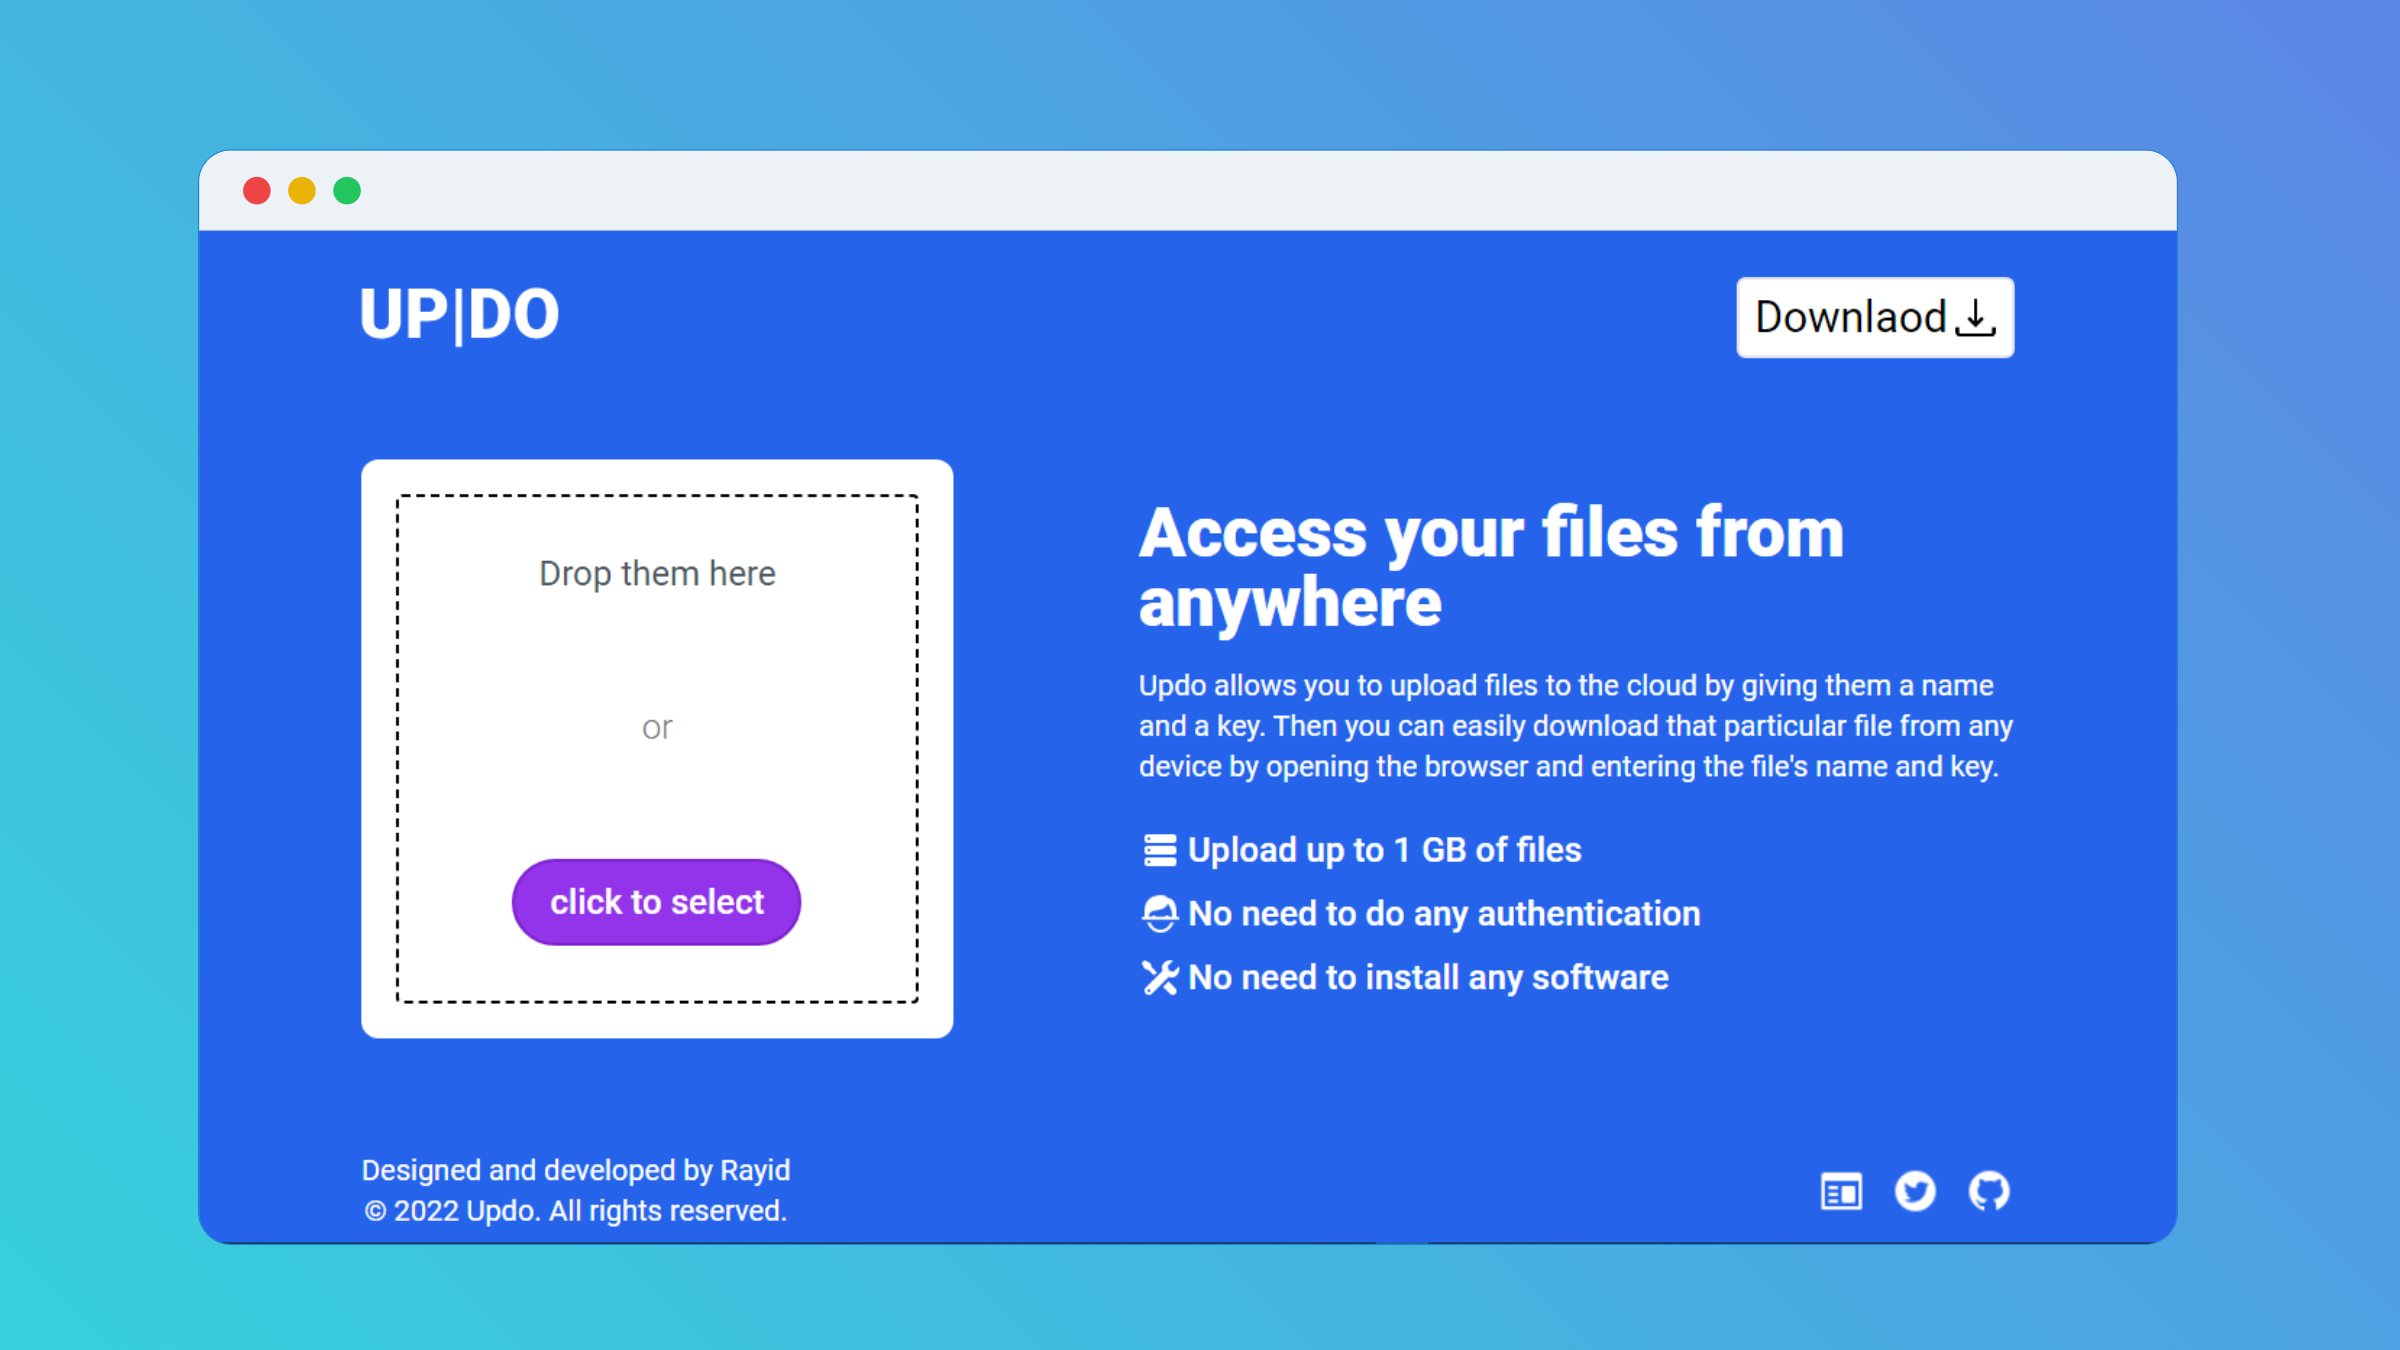 UP|DO
Downlaod
Drop them here
or
click to select
Access your files from
anywhere
Updo allows you to upload files to the cloud by giving them a name
and a key. Then you can easily download that particular file from any
device by opening the browser and entering the file's name and key.
Upload up to 1 GB of files
No need to do any authentication
No need to install any software
Designed and developed by Rayid
© 2022 Updo. All rights reserved.